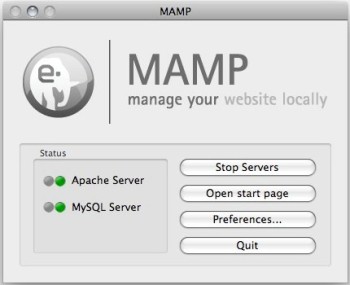 MAMP
e.
MAMP
manage your website locally
Status
Apache Server
MySQL Server
Stop Servers
Open start page
Preferences...
Quit